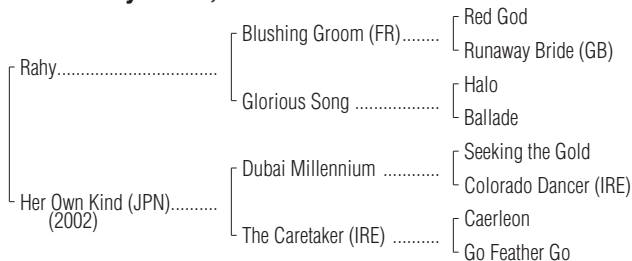 Red God
Blushing Groom (FR)........
Runaway Bride (GB)
Rahy.................................
Halo
Glorious Song ..................
Ballade
Seeking the Gold
Dubai Millennium ............
Colorado Dancer (IRE)
Her Own Kind (JPN)..........
(2002)
Caerleon
The Caretaker (IRE) ..........
Go Feather Go